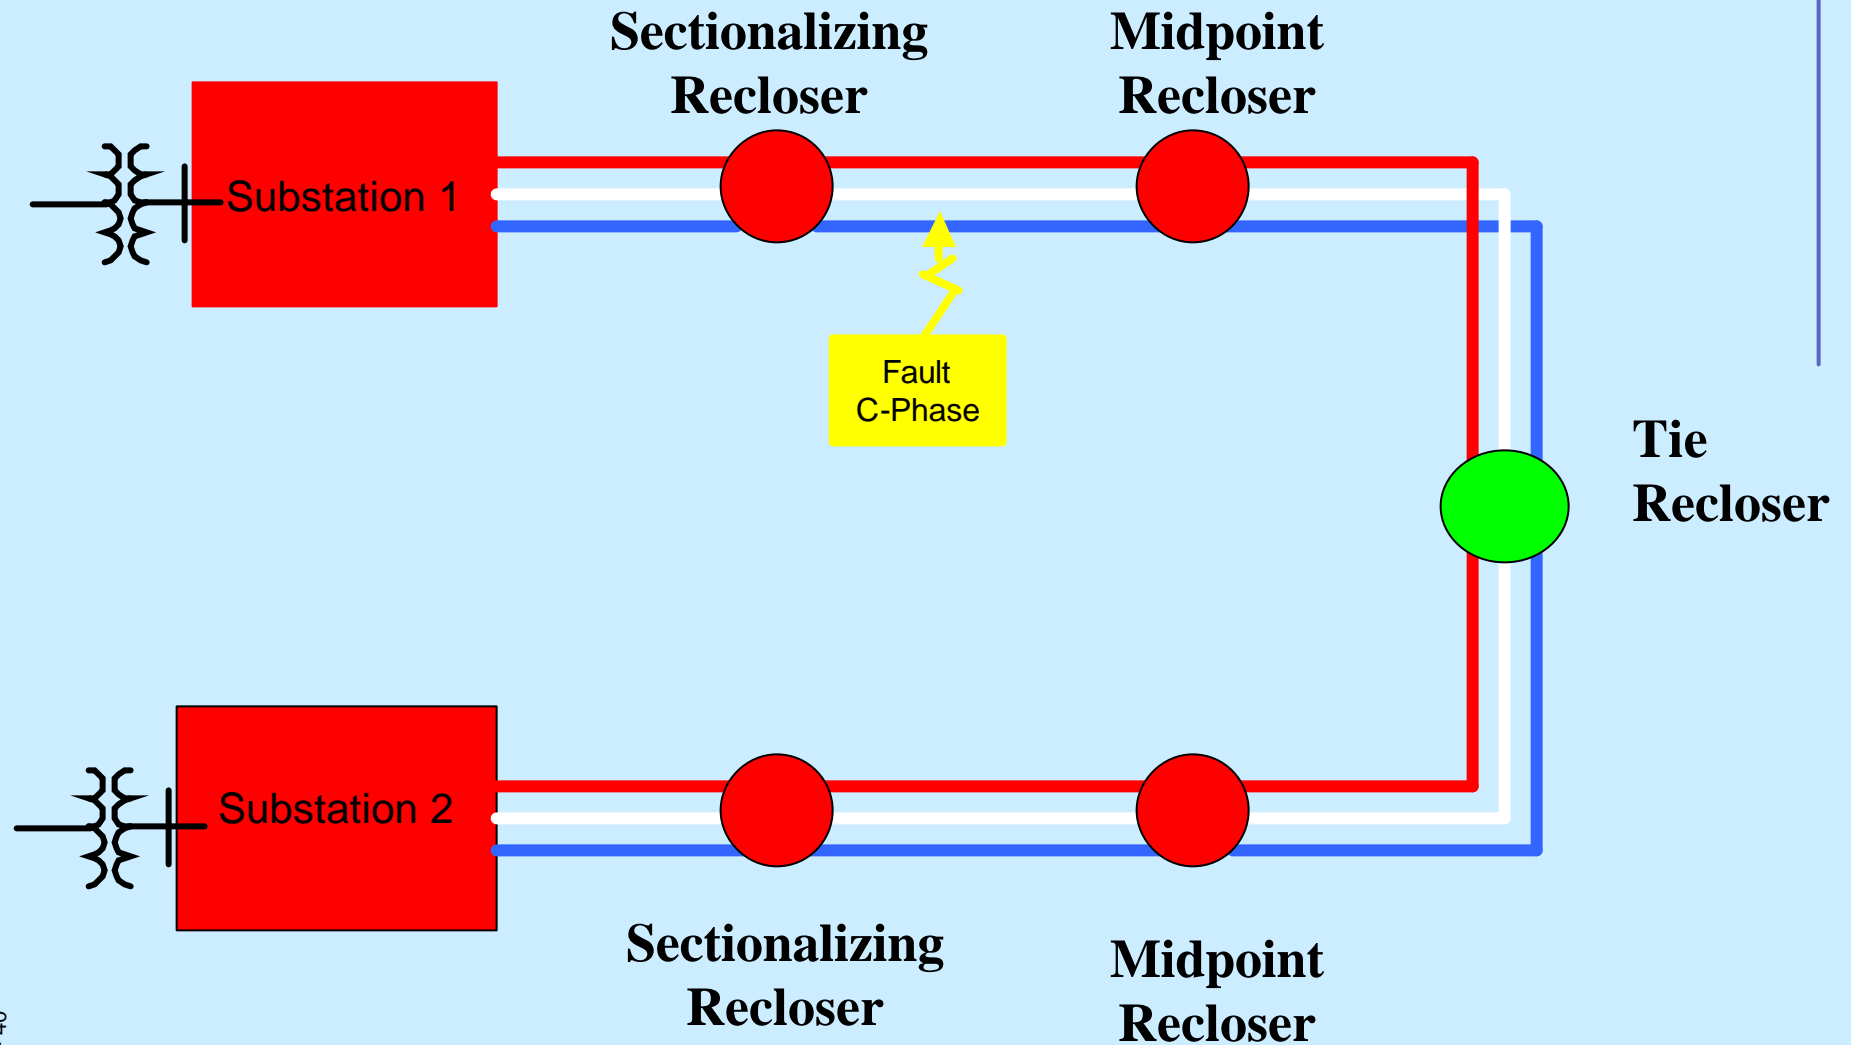 Sectionalizing
Recloser
Midpoint
Recloser
Substation 1
Fault
C-Phase
Tie
Recloser
Substation 2
Sectionalizing
Recloser
Midpoint
Recloser